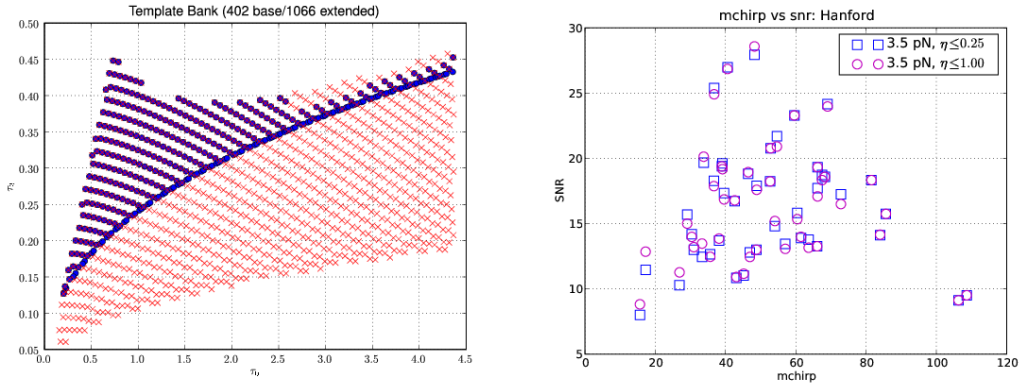 Template Bank (402 base/1066 extended)
0.50
0.45
0.40
0.35
0.30
0.25
0.20
0.15
0.10
0.05
τ₃
0.0 0.5 1.0 1.5 2.0 2.5 3.0 3.5 4.0 4.5
mchirp vs snr: Hanford
3.5 pN, η≤0.25
3.5 pN, η≤1.00
30
25
20
15
10
5
SNR
0 20 40 60 80 100 120
mchirp